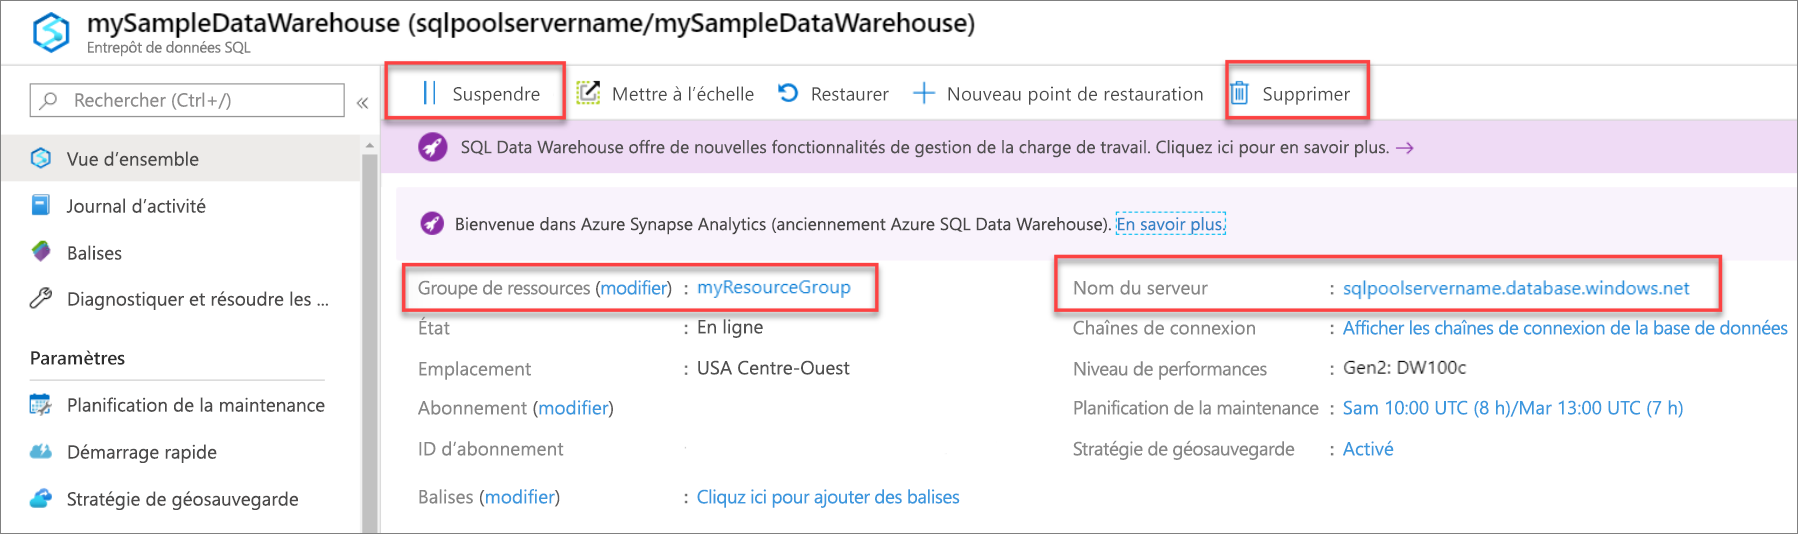 mySampleDataWarehouse (sqlpoolservername/mySampleDataWarehouse)
Entrepôt de données SQL
Rechercher (Ctrl+/)
«
Suspendre
Mettre à l’échelle
Restaurer
Nouveau point de restauration
Supprimer
Vue d’ensemble
Journal d’activité
Balises
Diagnostiquer et résoudre les ...
Paramètres
Planification de la maintenance
Démarrage rapide
Stratégie de géosauvegarde
SQL Data Warehouse offre de nouvelles fonctionnalités de gestion de la charge de travail. Cliquez ici pour en savoir plus. →
Bienvenue dans Azure Synapse Analytics (anciennement Azure SQL Data Warehouse). En savoir plus.
Groupe de ressources (modifier) : myResourceGroup
État : En ligne
Emplacement : USA Centre-Ouest
Abonnement (modifier)
ID d’abonnement
Balises (modifier) : Cliquz ici pour ajouter des balises
Nom du serveur : sqlpoolservername.database.windows.net
Chaînes de connexion : Afficher les chaînes de connexion de la base de données
Niveau de performances : Gen2: DW100c
Planification de la maintenance : Sam 10:00 UTC (8 h)/Mar 13:00 UTC (7 h)
Stratégie de géosauvegarde : Activé